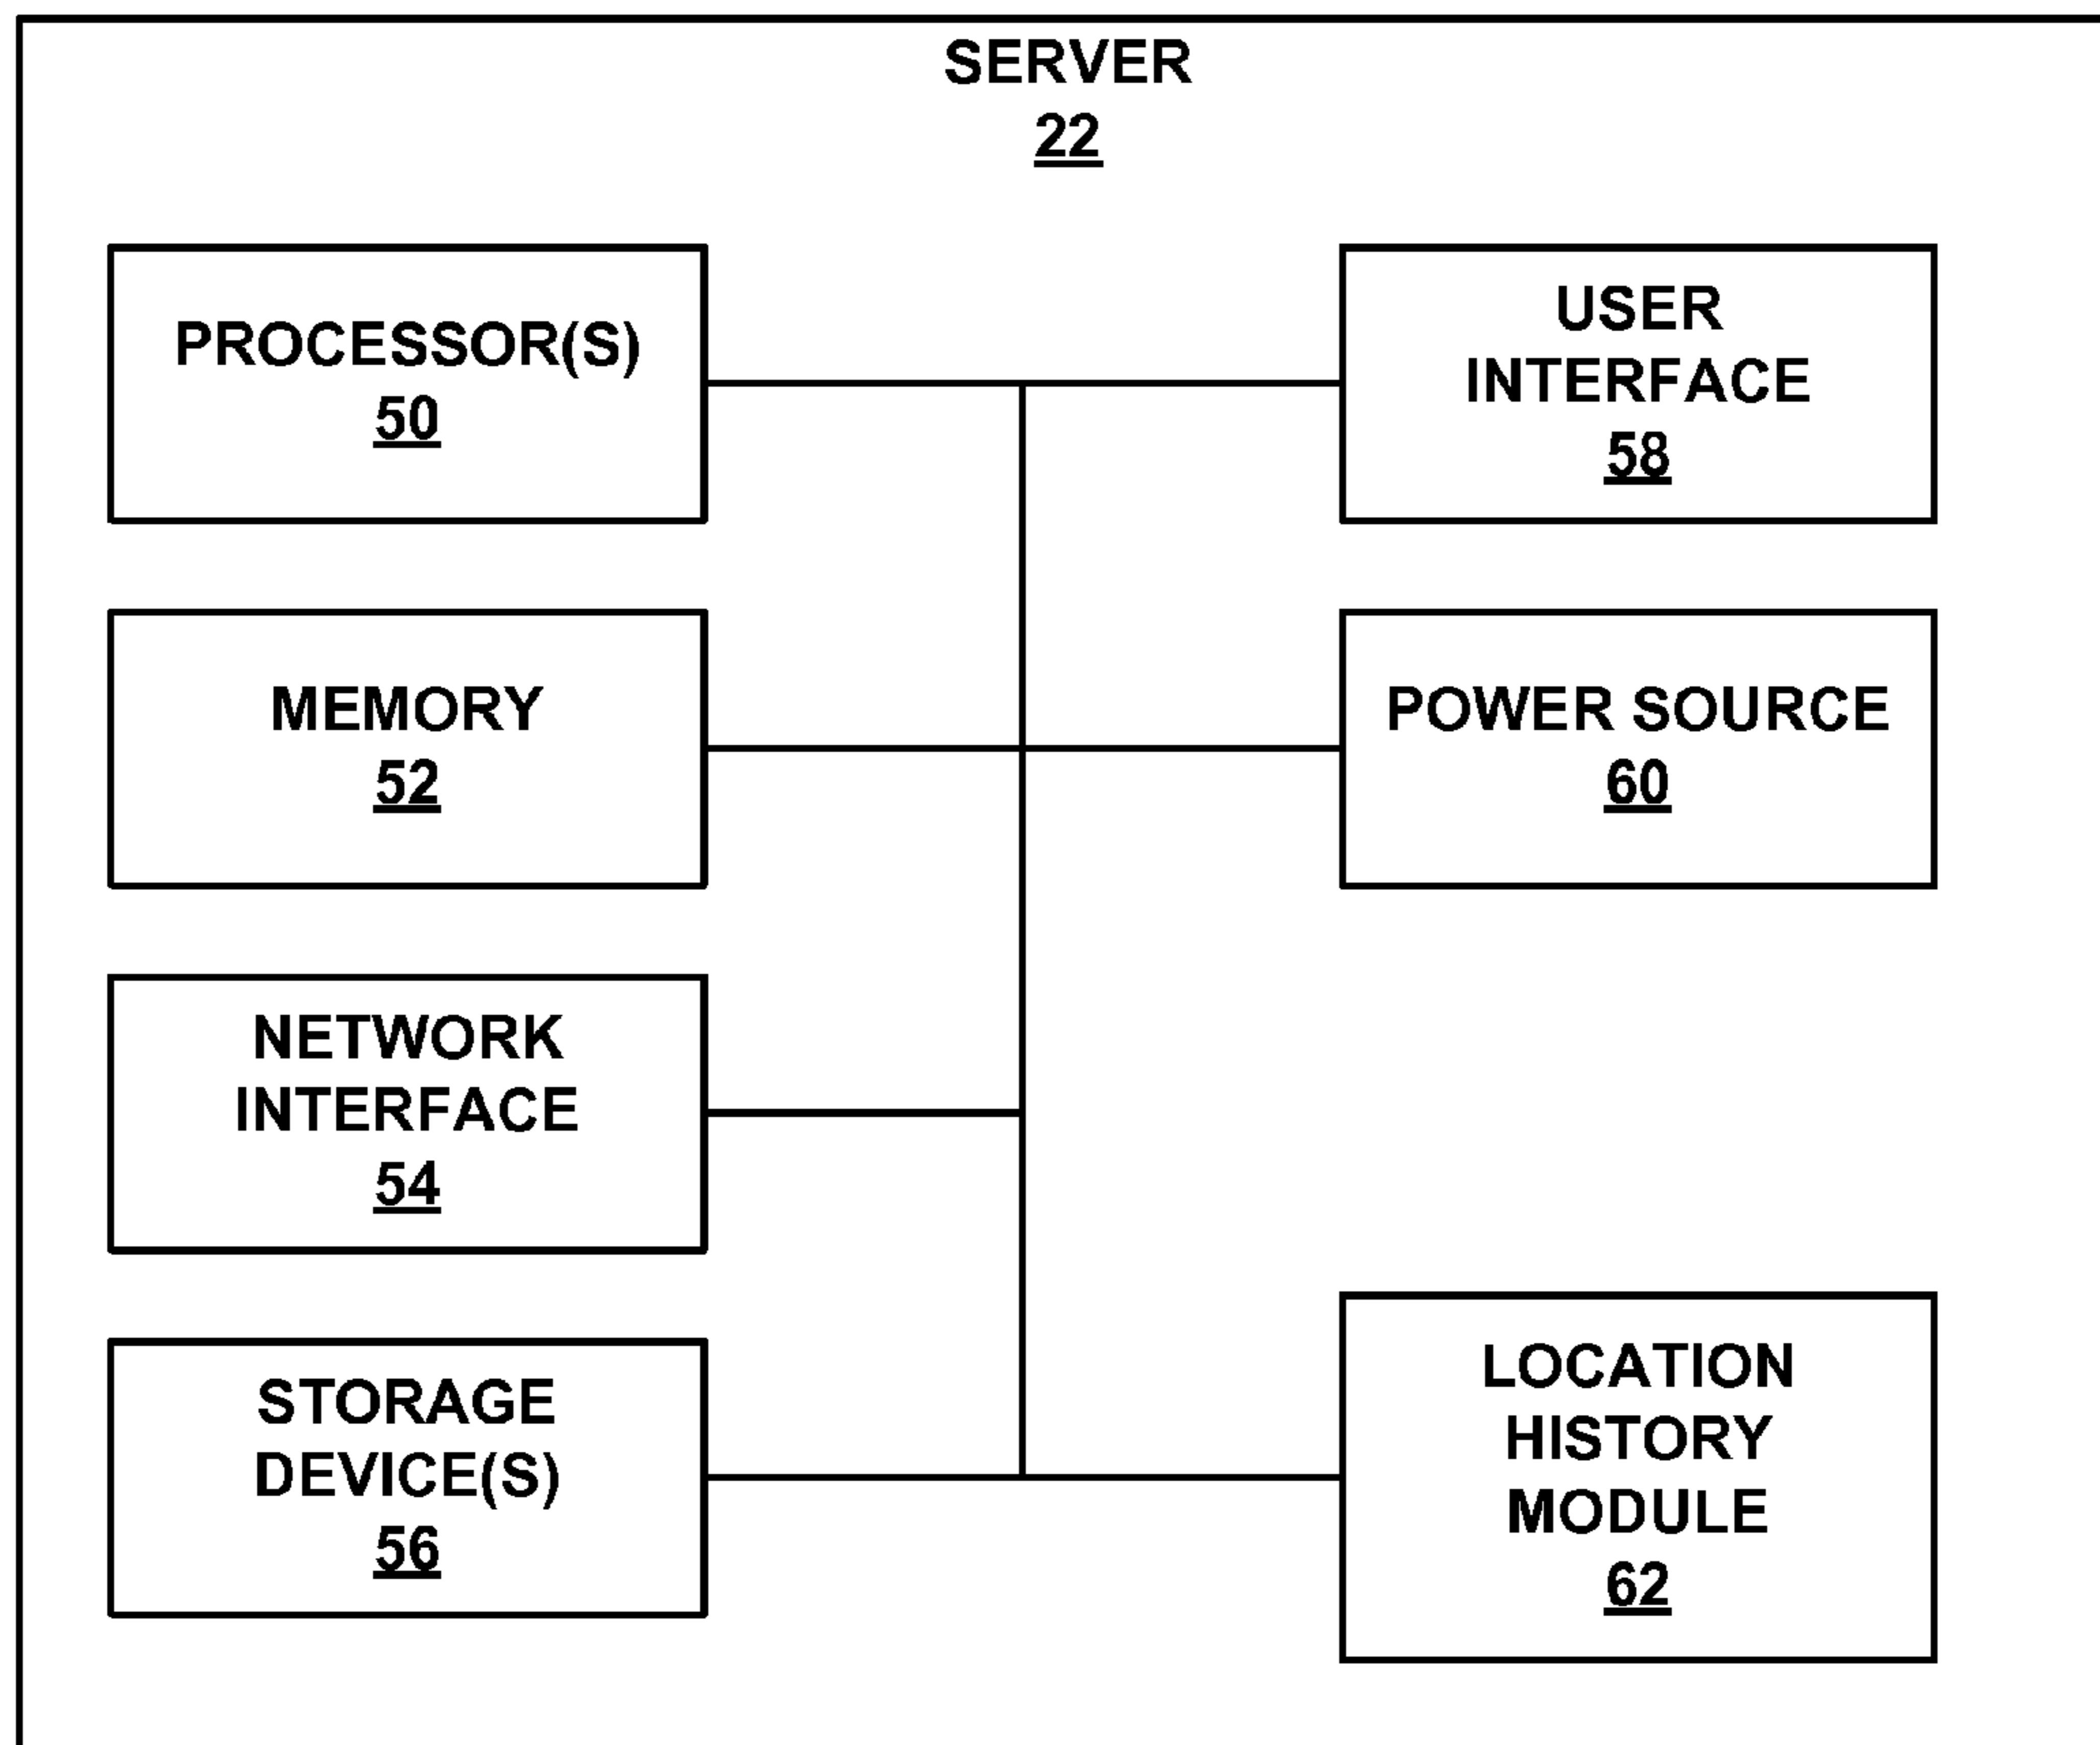 SERVER
22
PROCESSOR(S)
50
USER
INTERFACE
58
MEMORY
52
POWER SOURCE
60
NETWORK
INTERFACE
54
STORAGE
DEVICE(S)
56
LOCATION
HISTORY
MODULE
62